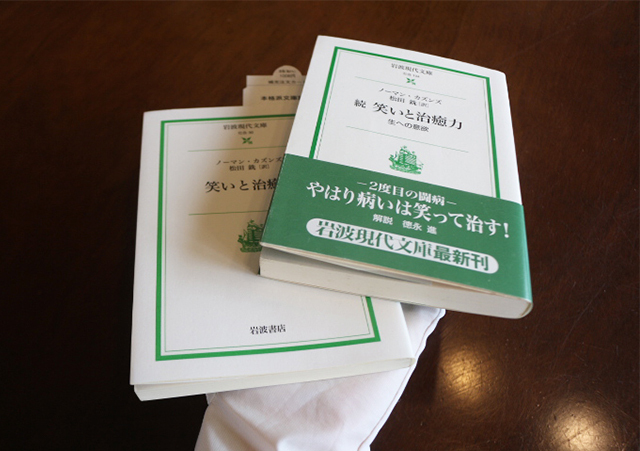 岩波現代文庫
ノーマン・カズンズ
松田 銑 訳
続 笑いと治癒力
生への意欲
―2度目の闘病―
やはり病いは笑って治す!
解説 徳永 進
岩波現代文庫最新刊
岩波現代文庫
ノーマン・カズンズ
松田 銑 訳
笑いと治癒
岩波書店